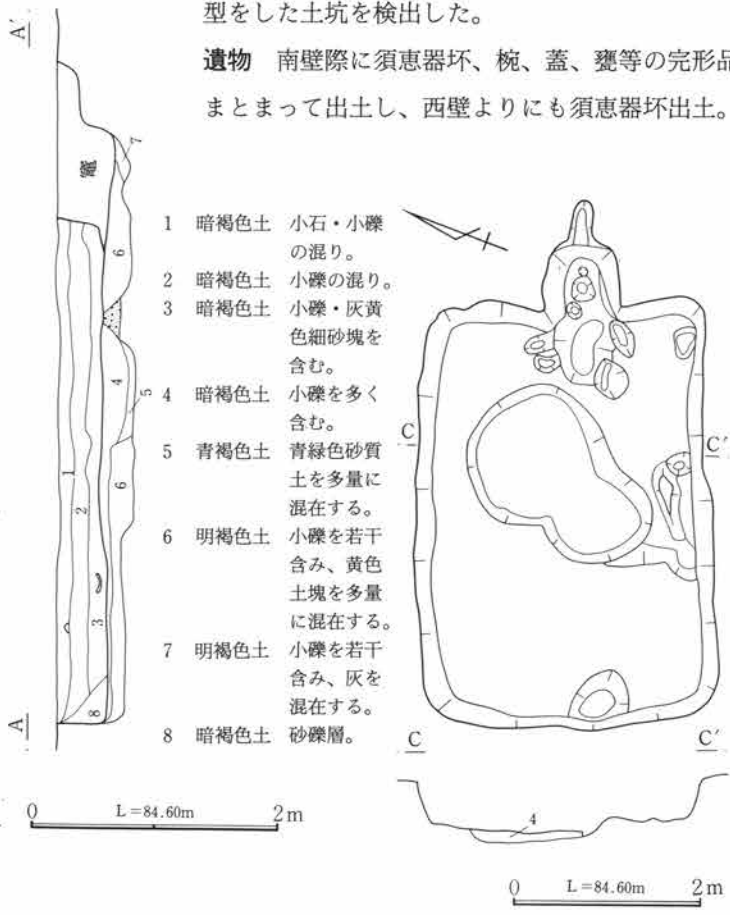 型をした土坑を検出した。
遺物　南壁際に須恵器坏、椀、蓋、甕等の完形品
まとまって出土し、西壁よりにも須恵器坏出土。
A′
竈
7
6
4
5
6
1
2
3
8
A
1　暗褐色土　小石・小礫
の混り。
2　暗褐色土　小礫の混り。
3　暗褐色土　小礫・灰黄
色細砂塊を
含む。
4　暗褐色土　小礫を多く
含む。
5　青褐色土　青緑色砂質
土を多量に
混在する。
6　明褐色土　小礫を若干
含み、黄色
土塊を多量
に混在する。
7　明褐色土　小礫を若干
含み、灰を
混在する。
8　暗褐色土　砂礫層。
C
C′
C
C′
4
0　L＝84.60m　2m
0　L＝84.60m　2m